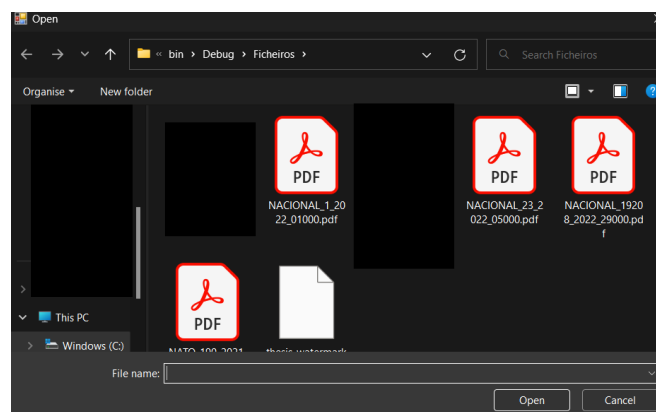 Open
« bin › Debug › Ficheiros ›
Search Ficheiros
Organise
New folder
PDF
NACIONAL_1_20
22_01000.pdf
PDF
NACIONAL_23_2
022_05000.pdf
PDF
NACIONAL_1920
8_2022_29000.pd
f
PDF
This PC
Windows (C:)
File name:
Open
Cancel